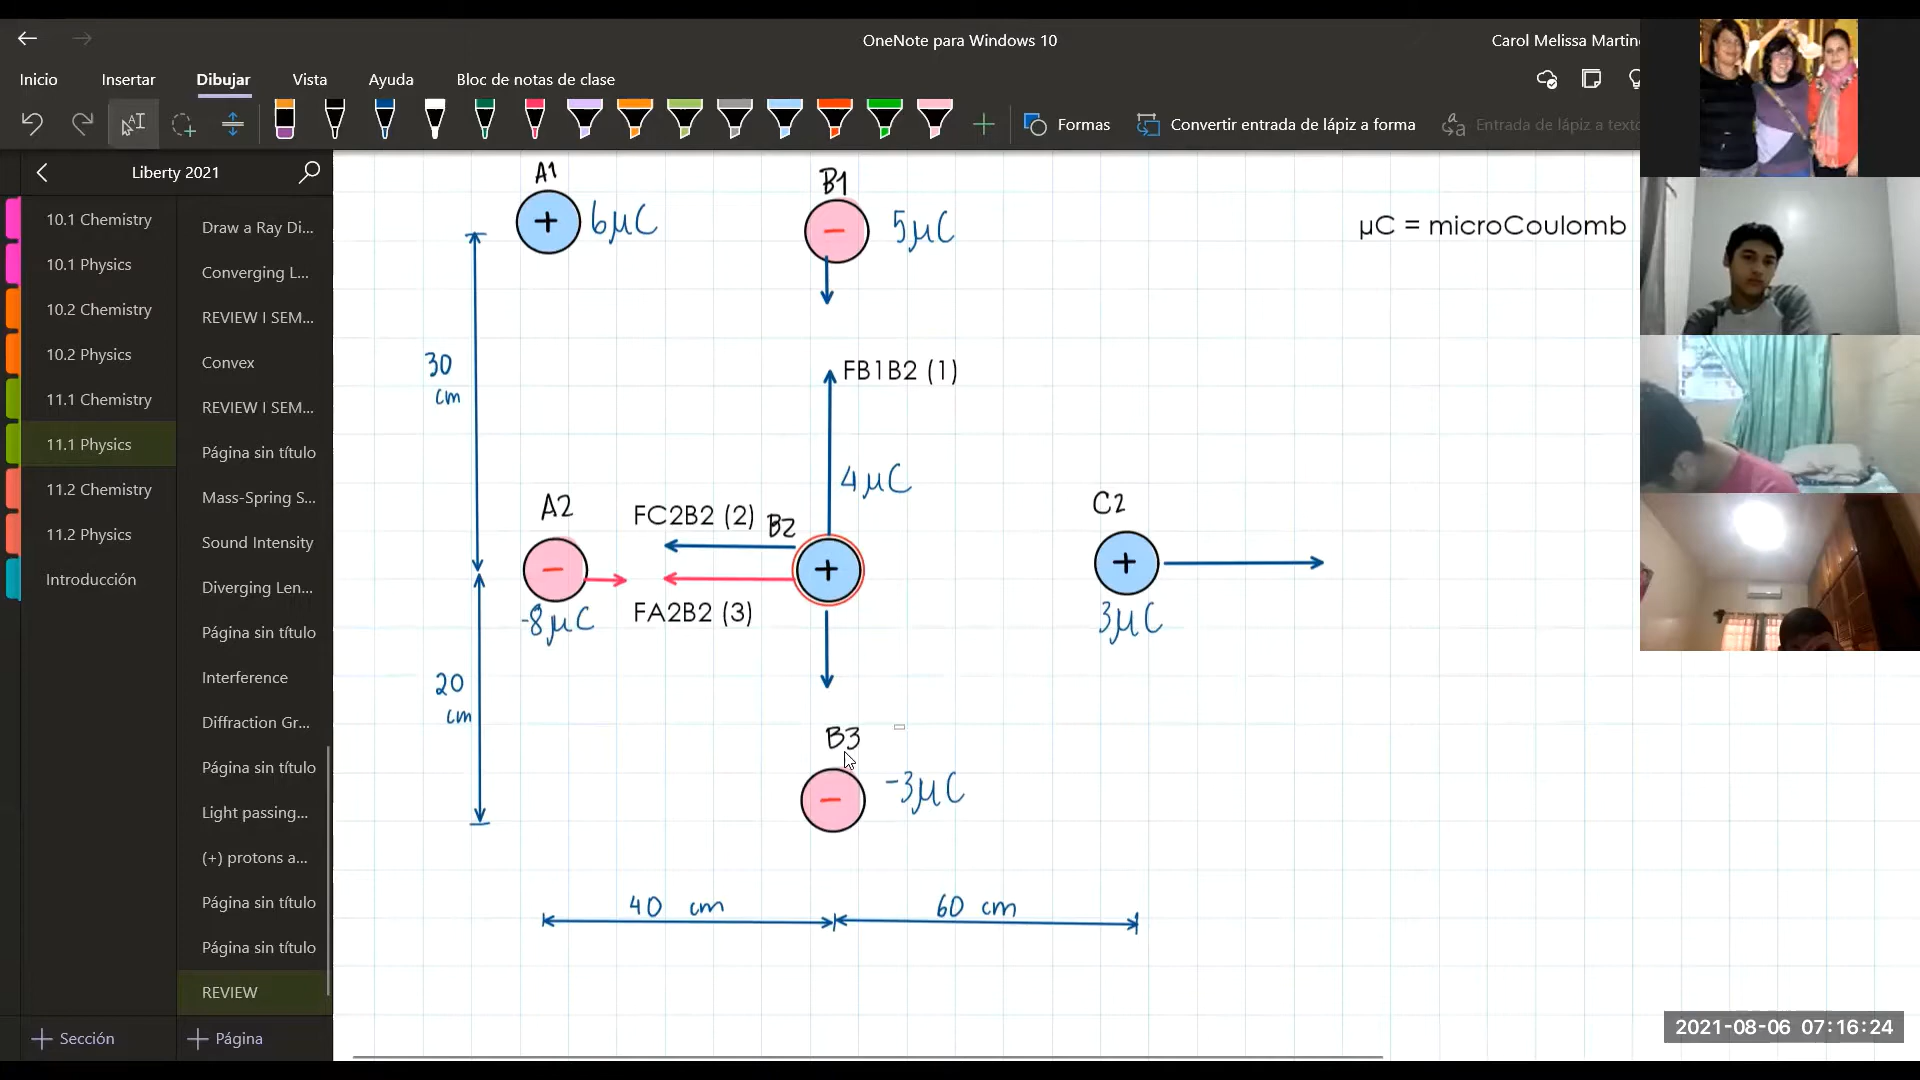 OneNote para Windows 10
Carol Melissa Martin
Inicio
Insertar
Dibujar
Vista
Ayuda
Bloc de notas de clase
Formas
Convertir entrada de lápiz a forma
Entrada de lápiz a texto
Liberty 2021
10.1 Chemistry
10.1 Physics
10.2 Chemistry
10.2 Physics
11.1 Chemistry
11.1 Physics
11.2 Chemistry
11.2 Physics
Introducción
Draw a Ray Di...
Converging L...
REVIEW I SEM...
Convex
REVIEW I SEM...
Página sin título
Mass-Spring S...
Sound Intensity
Diverging Len...
Página sin título
Interference
Diffraction Gr...
Página sin título
Light passing...
(+) protons a...
Página sin título
Página sin título
REVIEW
Sección
Página
A1
+ 6µC
B1
- 5µC
µC = microCoulomb
30
cm
FB1B2 (1)
4µC
A2
FC2B2 (2)
B2
C2
-
+
+
-8µC
FA2B2 (3)
3µC
20
cm
B3
- -3µC
40 cm
60 cm
2021-08-06 07:16:24